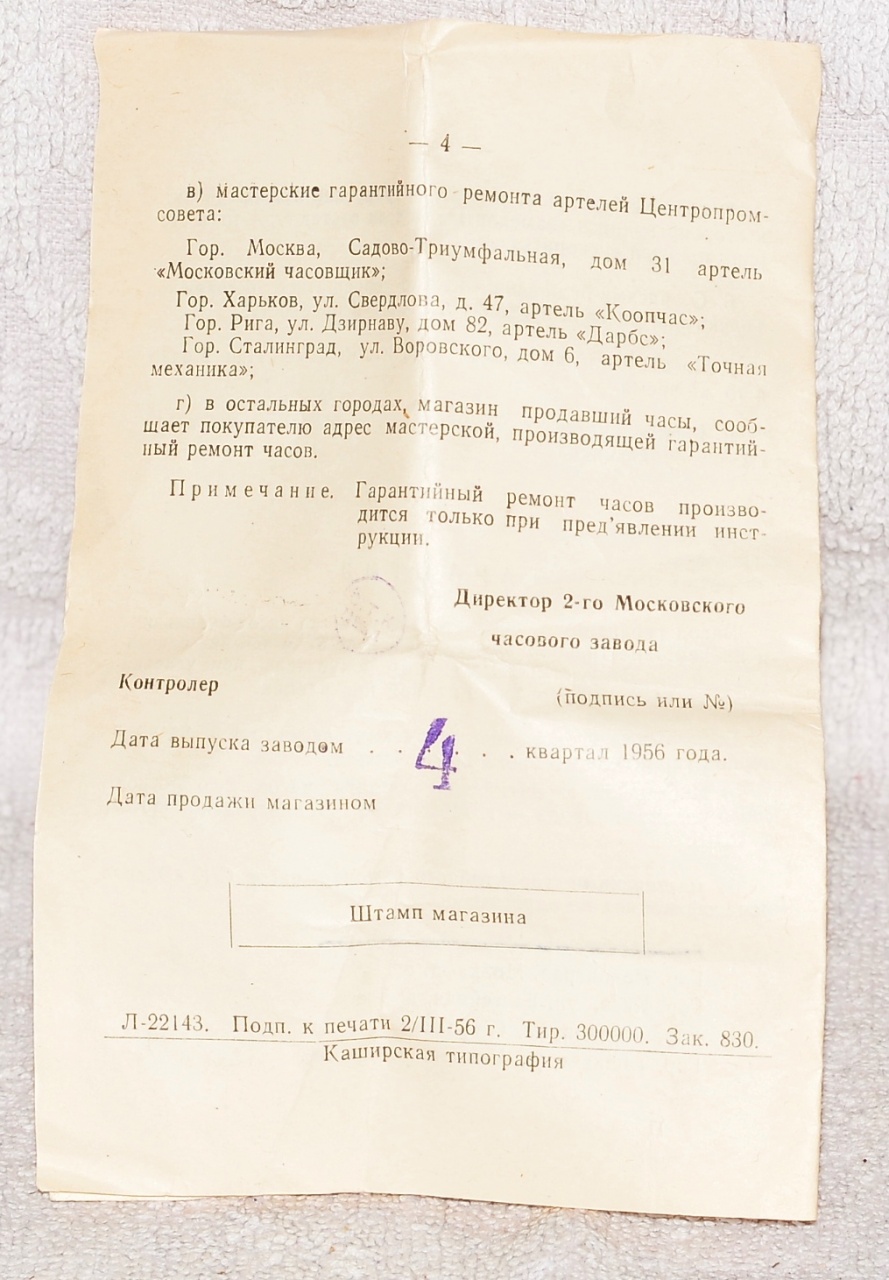 — 4 —
в) мастерские гарантийного ремонта артелей Центропром-
совета:
Гор. Москва, Садово-Триумфальная, дом 31 артель
«Московский часовщик»;
Гор. Харьков, ул. Свердлова, д. 47, артель «Коопчас»;
Гор. Рига, ул. Дзирнаву, дом 82, артель «Дарбс»;
Гор. Сталинград, ул. Воровского, дом 6, артель «Точная
механика»;
г) в остальных городах, магазин продавший часы, сооб-
щает покупателю адрес мастерской, производящей гарантий-
ный ремонт часов.
Примечание. Гарантийный ремонт часов произво-
дится только при пред'явлении инст-
рукции.
Директор 2-го Московского
часового завода
Контролер (подпись или №)
Дата выпуска заводом . . 4 . . квартал 1956 года.
Дата продажи магазином
Штамп магазина
Л-22143. Подп. к печати 2/III-56 г. Тир. 300000. Зак. 830.
Каширская типография